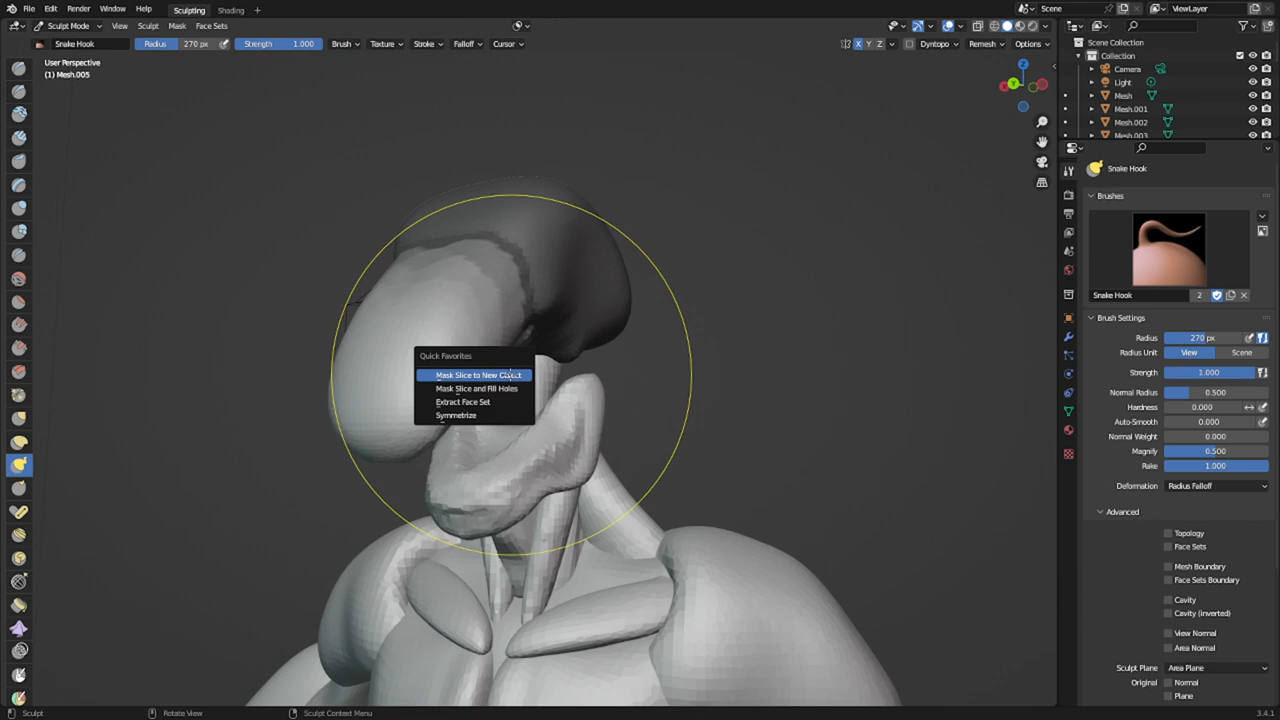 File Edit Render Window Help Sculpting Shading Scene ViewLayer
Sculpt Mode View Sculpt Mask Face Sets
Snake Hook Radius 270 px Strength 1.000 Brush Texture Stroke Falloff Cursor X Y Z Dyntopo Remesh Options
User Perspective
(1) Mesh.005
Z
X Y
Quick Favorites
Mask Slice to New Object
Mask Slice and Fill Holes
Extract Face Set
Symmetrize
Scene Collection
Collection
Camera
Light
Mesh
Mesh.001
Mesh.002
Mesh.003
Snake Hook
Brushes
Snake Hook 2
Brush Settings
Radius 270 px
Radius Unit View Scene
Strength 1.000
Normal Radius 0.500
Hardness 0.000
Auto-Smooth 0.000
Normal Weight 0.000
Magnify 0.500
Rake 1.000
Deformation Radius Falloff
Advanced
Topology
Face Sets
Mesh Boundary
Face Sets Boundary
Cavity
Cavity (inverted)
View Normal
Area Normal
Sculpt Plane Area Plane
Original Normal
Plane
Sculpt Rotate View Sculpt Context Menu 3.4.1